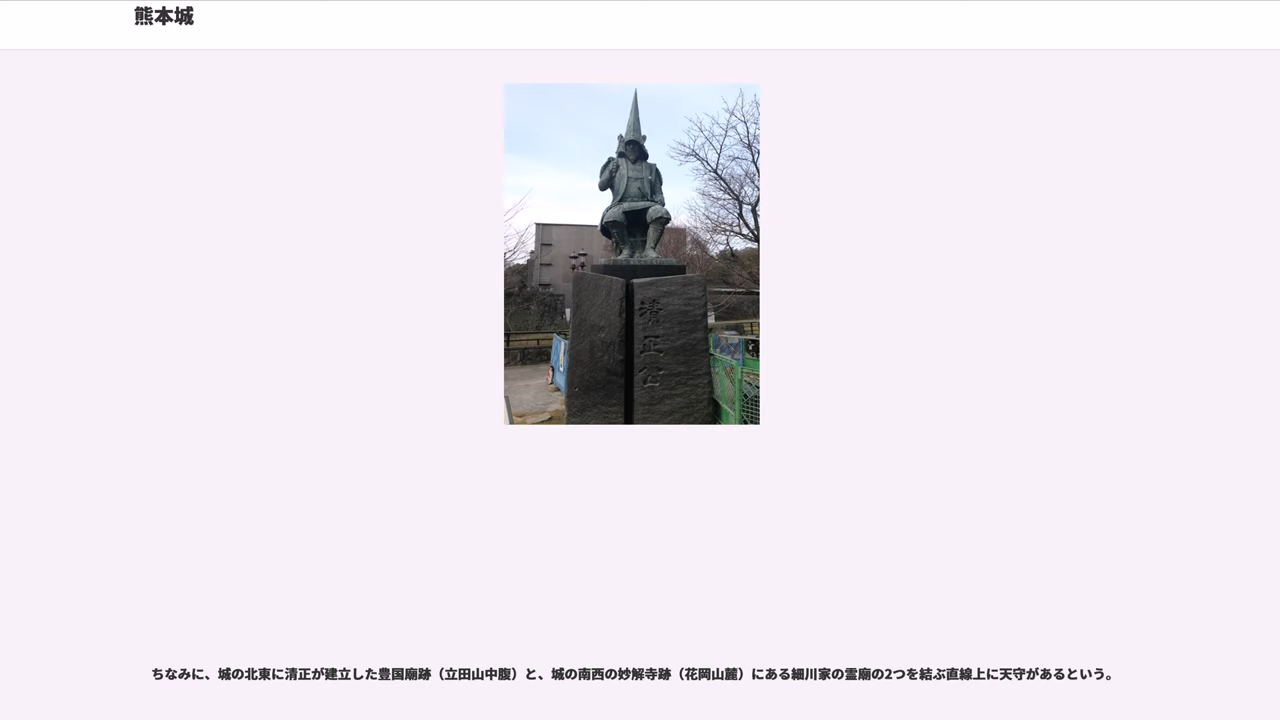 熊本城
清正公
ちなみに、城の北東に清正が建立した豊国廟跡（立田山中腹）と、城の南西の妙解寺跡（花岡山麓）にある細川家の霊廟の2つを結ぶ直線上に天守があるという。